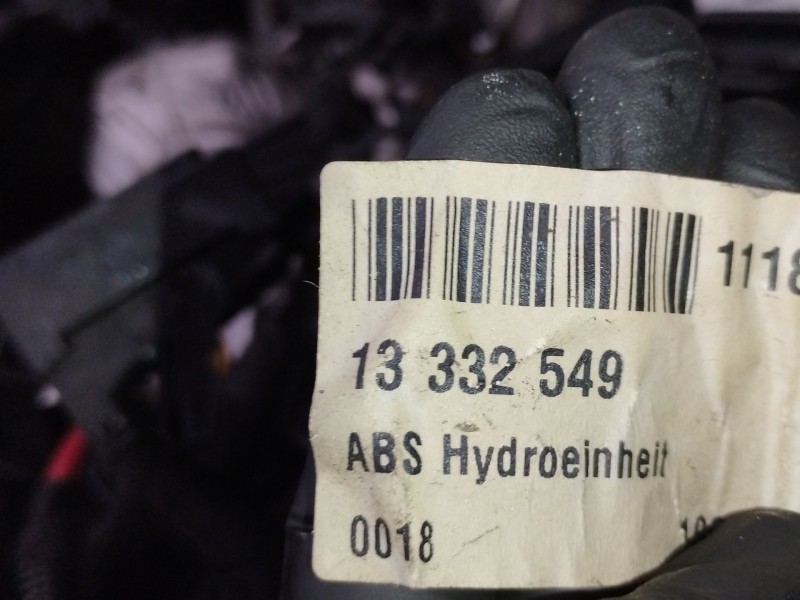 1118
13 332 549
ABS Hydroeinheit
0018